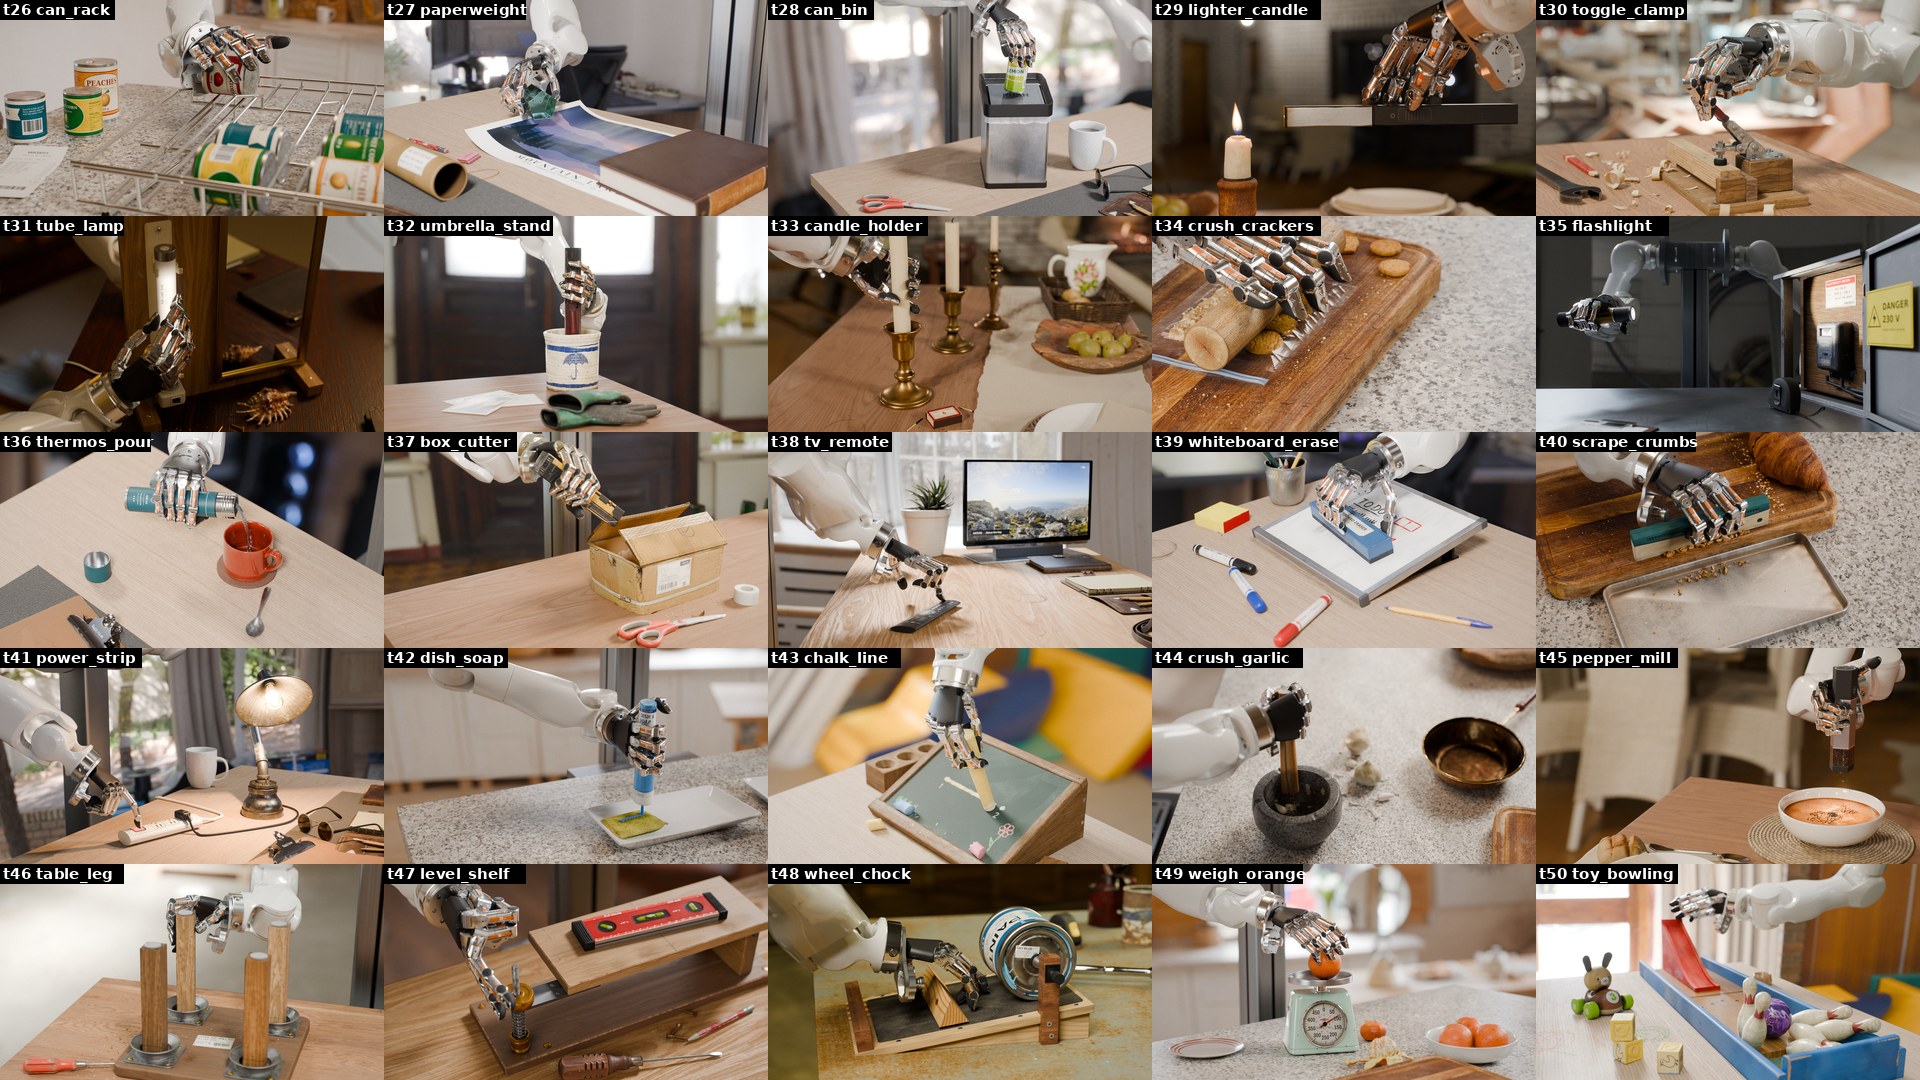 t26 can_rack
t27 paperweight
t28 can_bin
t29 lighter_candle
t30 toggle_clamp
PEACHES
t31 tube_lamp
t32 umbrella_stand
t33 candle_holder
t34 crush_crackers
t35 flashlight
DANGER
230 V
t36 thermos_pour
t37 box_cutter
t38 tv_remote
t39 whiteboard_erase
t40 scrape_crumbs
t41 power_strip
t42 dish_soap
t43 chalk_line
t44 crush_garlic
t45 pepper_mill
t46 table_leg
t47 level_shelf
t48 wheel_chock
t49 weigh_orange
t50 toy_bowling
PAIN